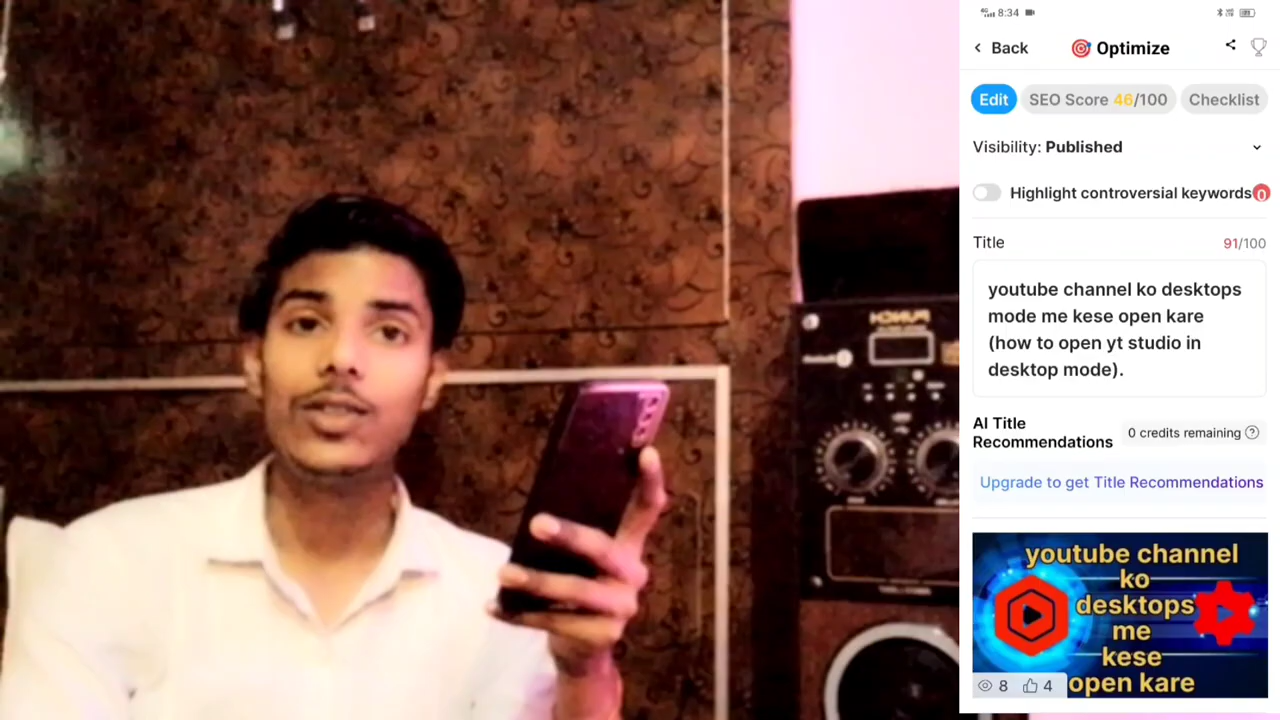 8:34
Back
Optimize
Edit
SEO Score 46/100
Checklist
Visibility: Published
Highlight controversial keywords 0
Title
91/100
youtube channel ko desktops
mode me kese open kare
(how to open yt studio in
desktop mode).
AI Title
Recommendations
0 credits remaining
Upgrade to get Title Recommendations
youtube channel
ko
desktops
me
kese
open kare
8
4